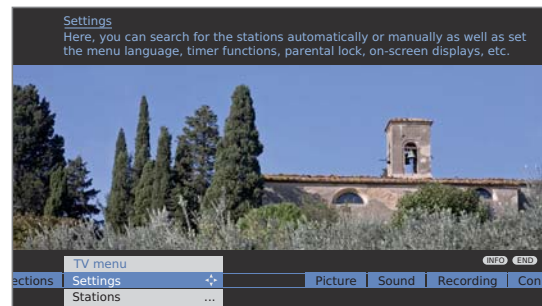 Settings
Here, you can search for the stations automatically or manually as well as set
the menu language, timer functions, parental lock, on-screen displays, etc.
INFO END
TV menu
ections Settings Picture Sound Recording Con
Stations ...